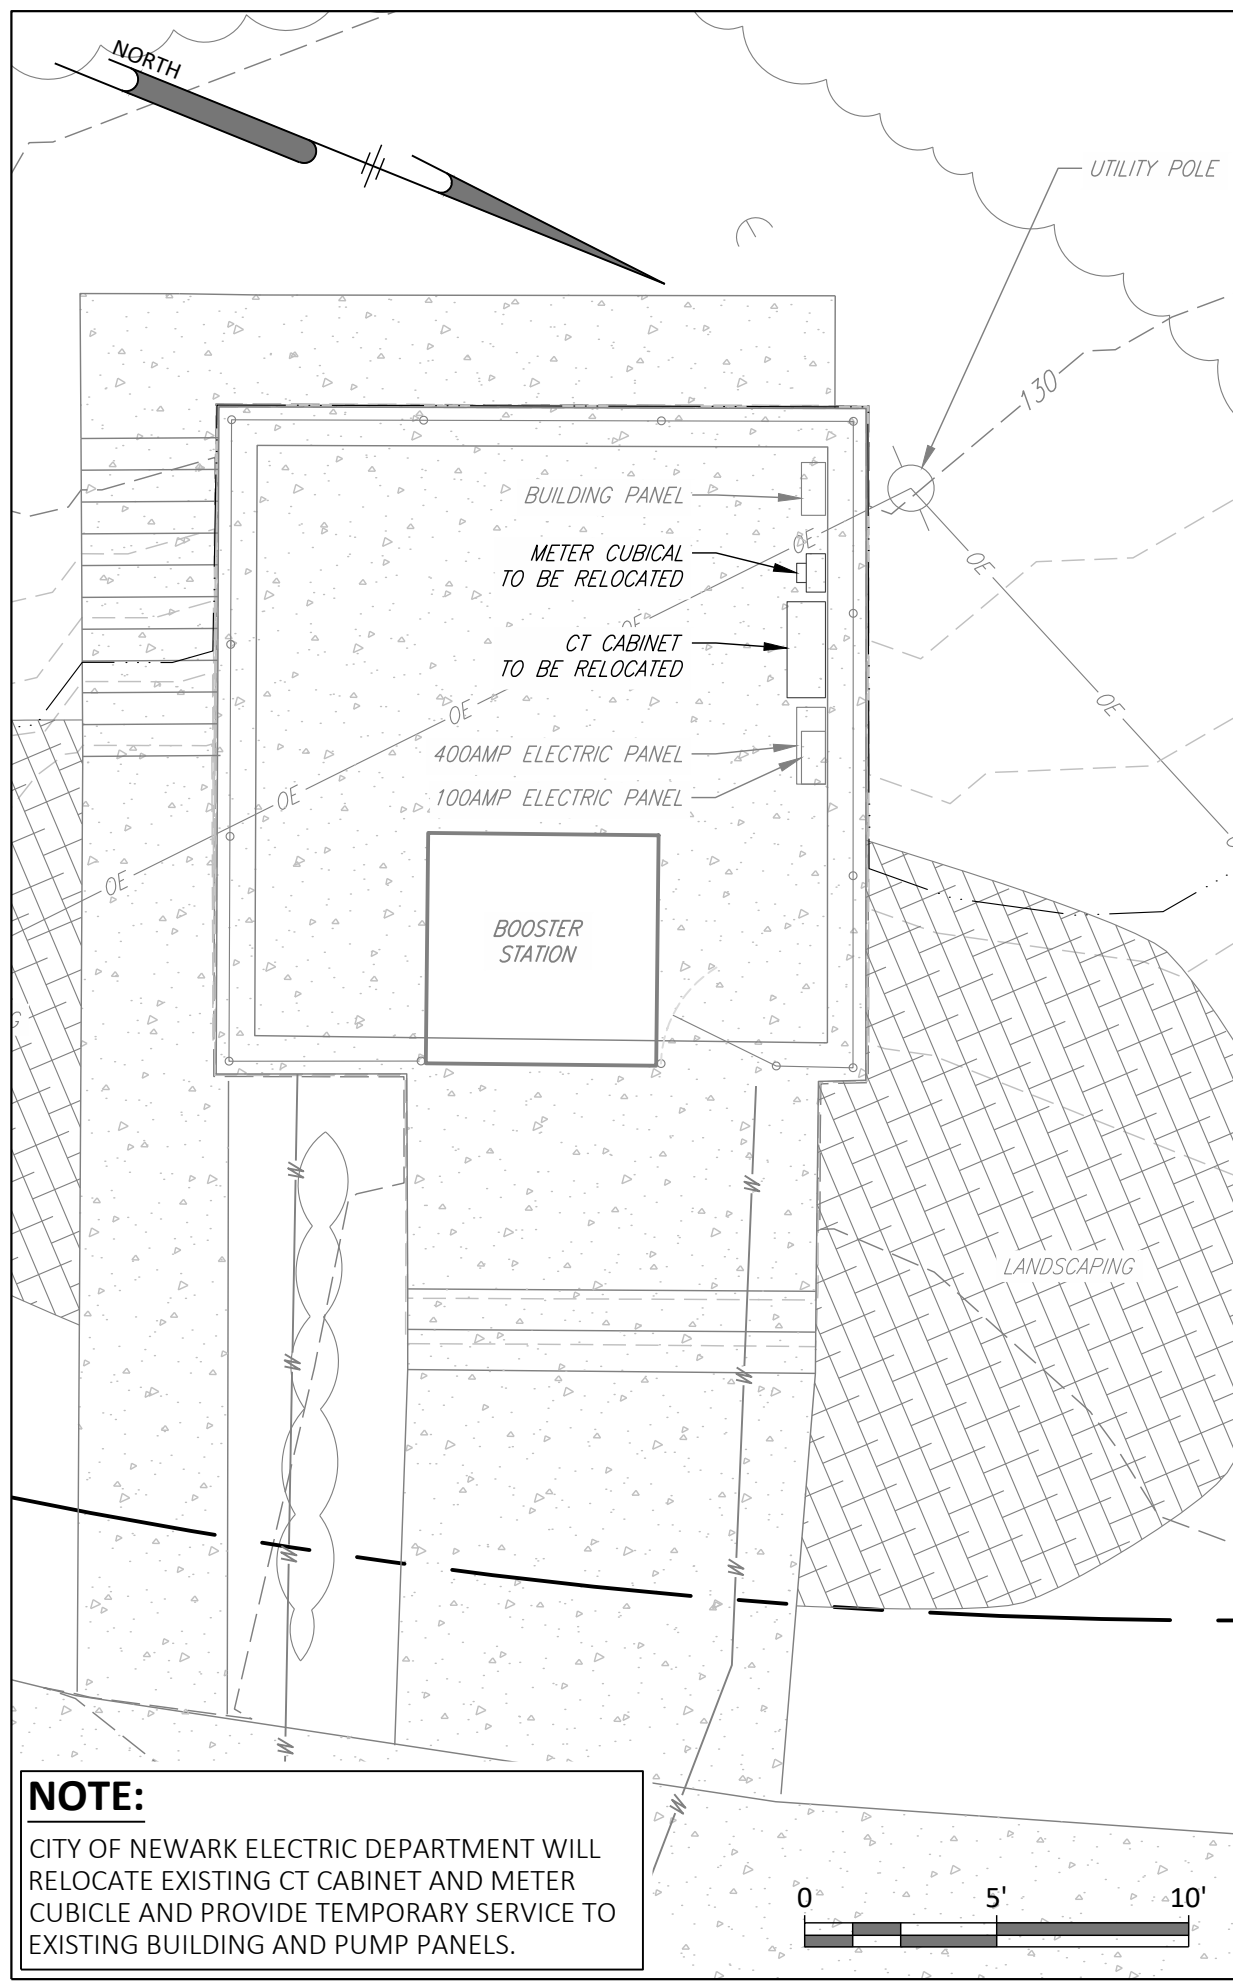 NORTH
UTILITY POLE
130
BUILDING PANEL
OE
METER CUBICAL
TO BE RELOCATED
OE
OE
CT CABINET
TO BE RELOCATED
OE
OE
400AMP ELECTRIC PANEL
OE
100AMP ELECTRIC PANEL
OE
BOOSTER
STATION
G
W
W
LANDSCAPING
W
W
W
W
W
W
NOTE:
CITY OF NEWARK ELECTRIC DEPARTMENT WILL
RELOCATE EXISTING CT CABINET AND METER
CUBICLE AND PROVIDE TEMPORARY SERVICE TO
EXISTING BUILDING AND PUMP PANELS.
0 5' 10'